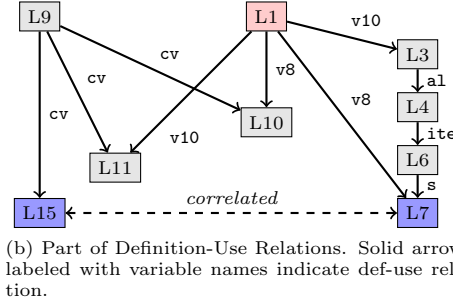 L9
L1
v10
L3
cv
cv
cv
v8
v8
al
L4
L10
v10
ite
L11
L6
s
L15
correlated
L7
(b) Part of Definition-Use Relations. Solid arrow
labeled with variable names indicate def-use rel
tion.